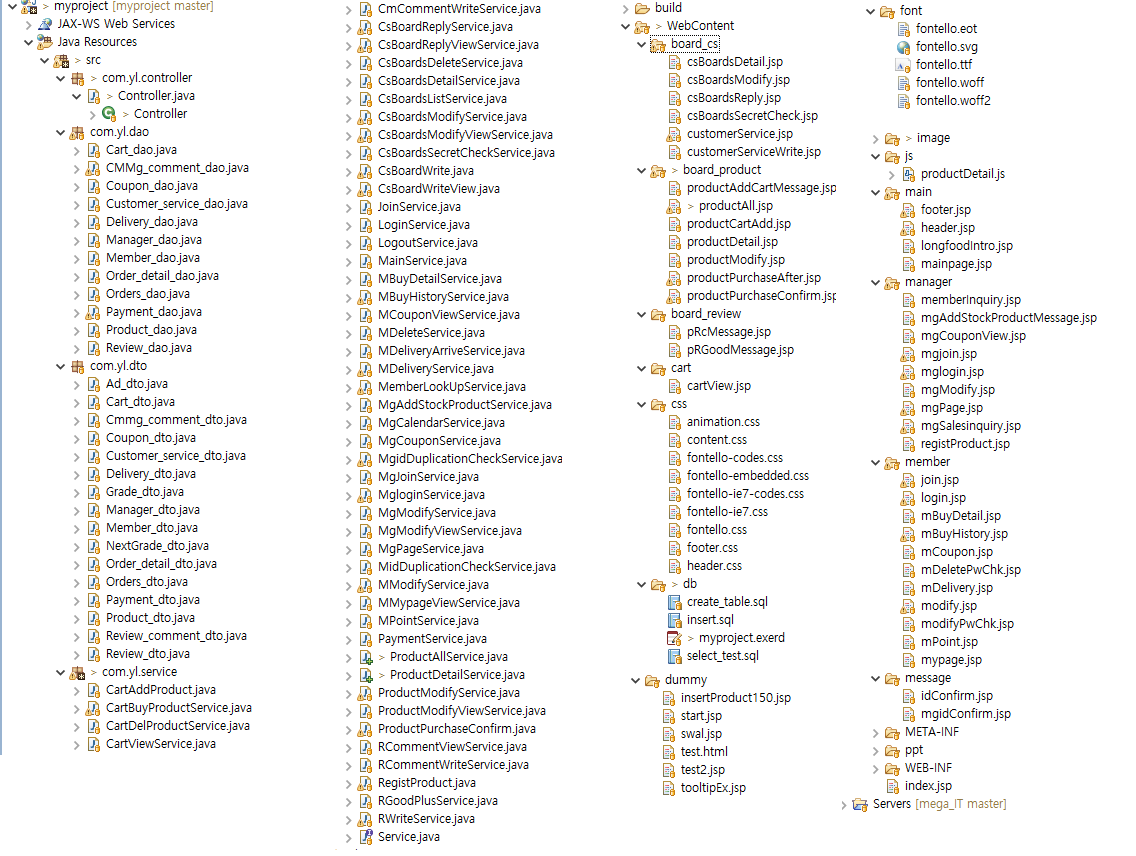 myproject [myproject master]
JAX-WS Web Services
Java Resources
> src
> com.yl.controller
> Controller.java
> Controller
com.yl.dao
Cart_dao.java
CMMg_comment_dao.java
Coupon_dao.java
Customer_service_dao.java
Delivery_dao.java
Manager_dao.java
Member_dao.java
Order_detail_dao.java
Orders_dao.java
Payment_dao.java
Product_dao.java
Review_dao.java
com.yl.dto
Ad_dto.java
Cart_dto.java
Cmmg_comment_dto.java
Coupon_dto.java
Customer_service_dto.java
Delivery_dto.java
Grade_dto.java
Manager_dto.java
Member_dto.java
NextGrade_dto.java
Order_detail_dto.java
Orders_dto.java
Payment_dto.java
Product_dto.java
Review_comment_dto.java
Review_dto.java
> com.yl.service
CartAddProduct.java
CartBuyProductService.java
CartDelProductService.java
CartViewService.java
CmCommentWriteService.java
CsBoardReplyService.java
CsBoardReplyViewService.java
CsBoardsDeleteService.java
CsBoardsDetailService.java
CsBoardsListService.java
CsBoardsModifyService.java
CsBoardsModifyViewService.java
CsBoardsSecretCheckService.java
CsBoardWrite.java
CsBoardWriteView.java
JoinService.java
LoginService.java
LogoutService.java
MainService.java
MBuyDetailService.java
MBuyHistoryService.java
MCouponViewService.java
MDeleteService.java
MDeliveryArriveService.java
MDeliveryService.java
MemberLookUpService.java
MgAddStockProductService.java
MgCalendarService.java
MgCouponService.java
MgidDuplicationCheckService.java
MgJoinService.java
MgloginService.java
MgModifyService.java
MgModifyViewService.java
MgPageService.java
MidDuplicationCheckService.java
MModifyService.java
MMypageViewService.java
MPointService.java
PaymentService.java
> ProductAllService.java
> ProductDetailService.java
ProductModifyService.java
ProductModifyViewService.java
ProductPurchaseConfirm.java
RCommentViewService.java
RCommentWriteService.java
RegistProduct.java
RGoodPlusService.java
RWriteService.java
Service.java
build
> WebContent
board_cs
csBoardsDetail.jsp
csBoardsModify.jsp
csBoardsReply.jsp
csBoardsSecretCheck.jsp
customerService.jsp
customerServiceWrite.jsp
> board_product
productAddCartMessage.jsp
> productAll.jsp
productCartAdd.jsp
productDetail.jsp
productModify.jsp
productPurchaseAfter.jsp
productPurchaseConfirm.jsp
board_review
pRcMessage.jsp
pRGoodMessage.jsp
cart
cartView.jsp
css
animation.css
content.css
fontello-codes.css
fontello-embedded.css
fontello-ie7-codes.css
fontello-ie7.css
fontello.css
footer.css
header.css
> db
create_table.sql
insert.sql
> myproject.exerd
select_test.sql
dummy
insertProduct150.jsp
start.jsp
swal.jsp
test.html
test2.jsp
tooltipEx.jsp
font
fontello.eot
fontello.svg
fontello.ttf
fontello.woff
fontello.woff2
> image
js
productDetail.js
main
footer.jsp
header.jsp
longfoodIntro.jsp
mainpage.jsp
manager
memberInquiry.jsp
mgAddStockProductMessage.jsp
mgCouponView.jsp
mgjoin.jsp
mglogin.jsp
mgModify.jsp
mgPage.jsp
mgSalesinquiry.jsp
registProduct.jsp
member
join.jsp
login.jsp
mBuyDetail.jsp
mBuyHistory.jsp
mCoupon.jsp
mDeletePwChk.jsp
mDelivery.jsp
modify.jsp
modifyPwChk.jsp
mPoint.jsp
mypage.jsp
message
idConfirm.jsp
mgidConfirm.jsp
META-INF
ppt
WEB-INF
index.jsp
Servers [mega_IT master]